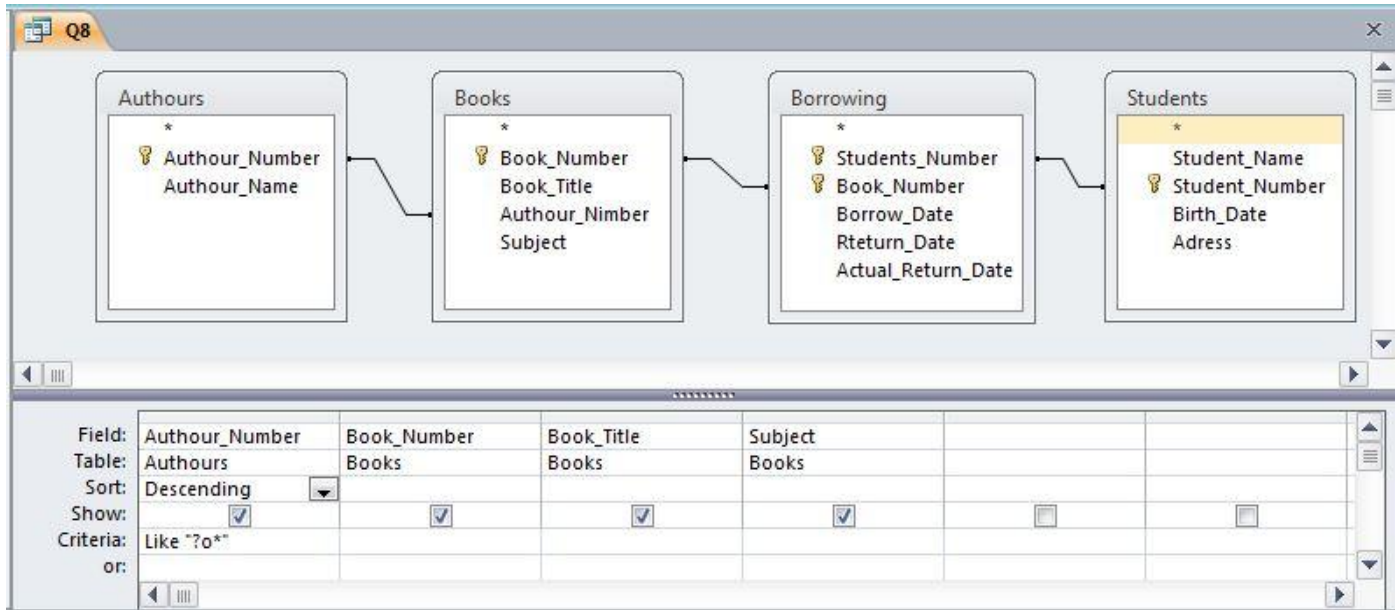 Q8
Authours
*
Authour_Number
Authour_Name
Books
*
Book_Number
Book_Title
Authour_Nimber
Subject
Borrowing
*
Students_Number
Book_Number
Borrow_Date
Rteturn_Date
Actual_Return_Date
Students
*
Student_Name
Student_Number
Birth_Date
Adress
Field: Authour_Number Book_Number Book_Title Subject
Table: Authours Books Books Books
Sort: Descending
Show:
Criteria: Like "?o*"
or: